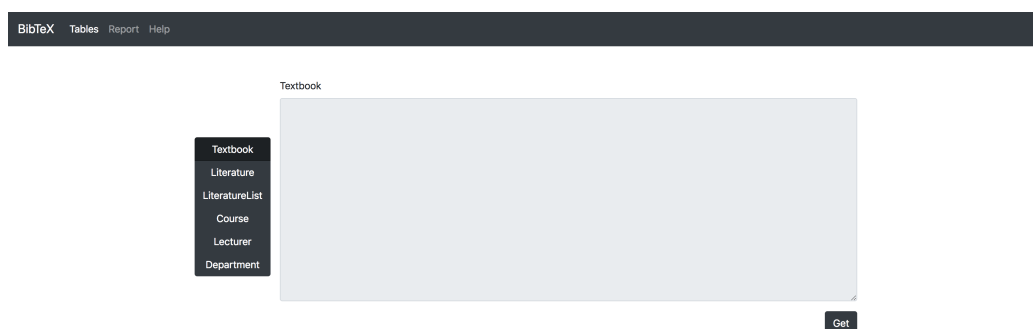 BibTeX Tables Report Help
Textbook
Textbook
Literature
LiteratureList
Course
Lecturer
Department
Get